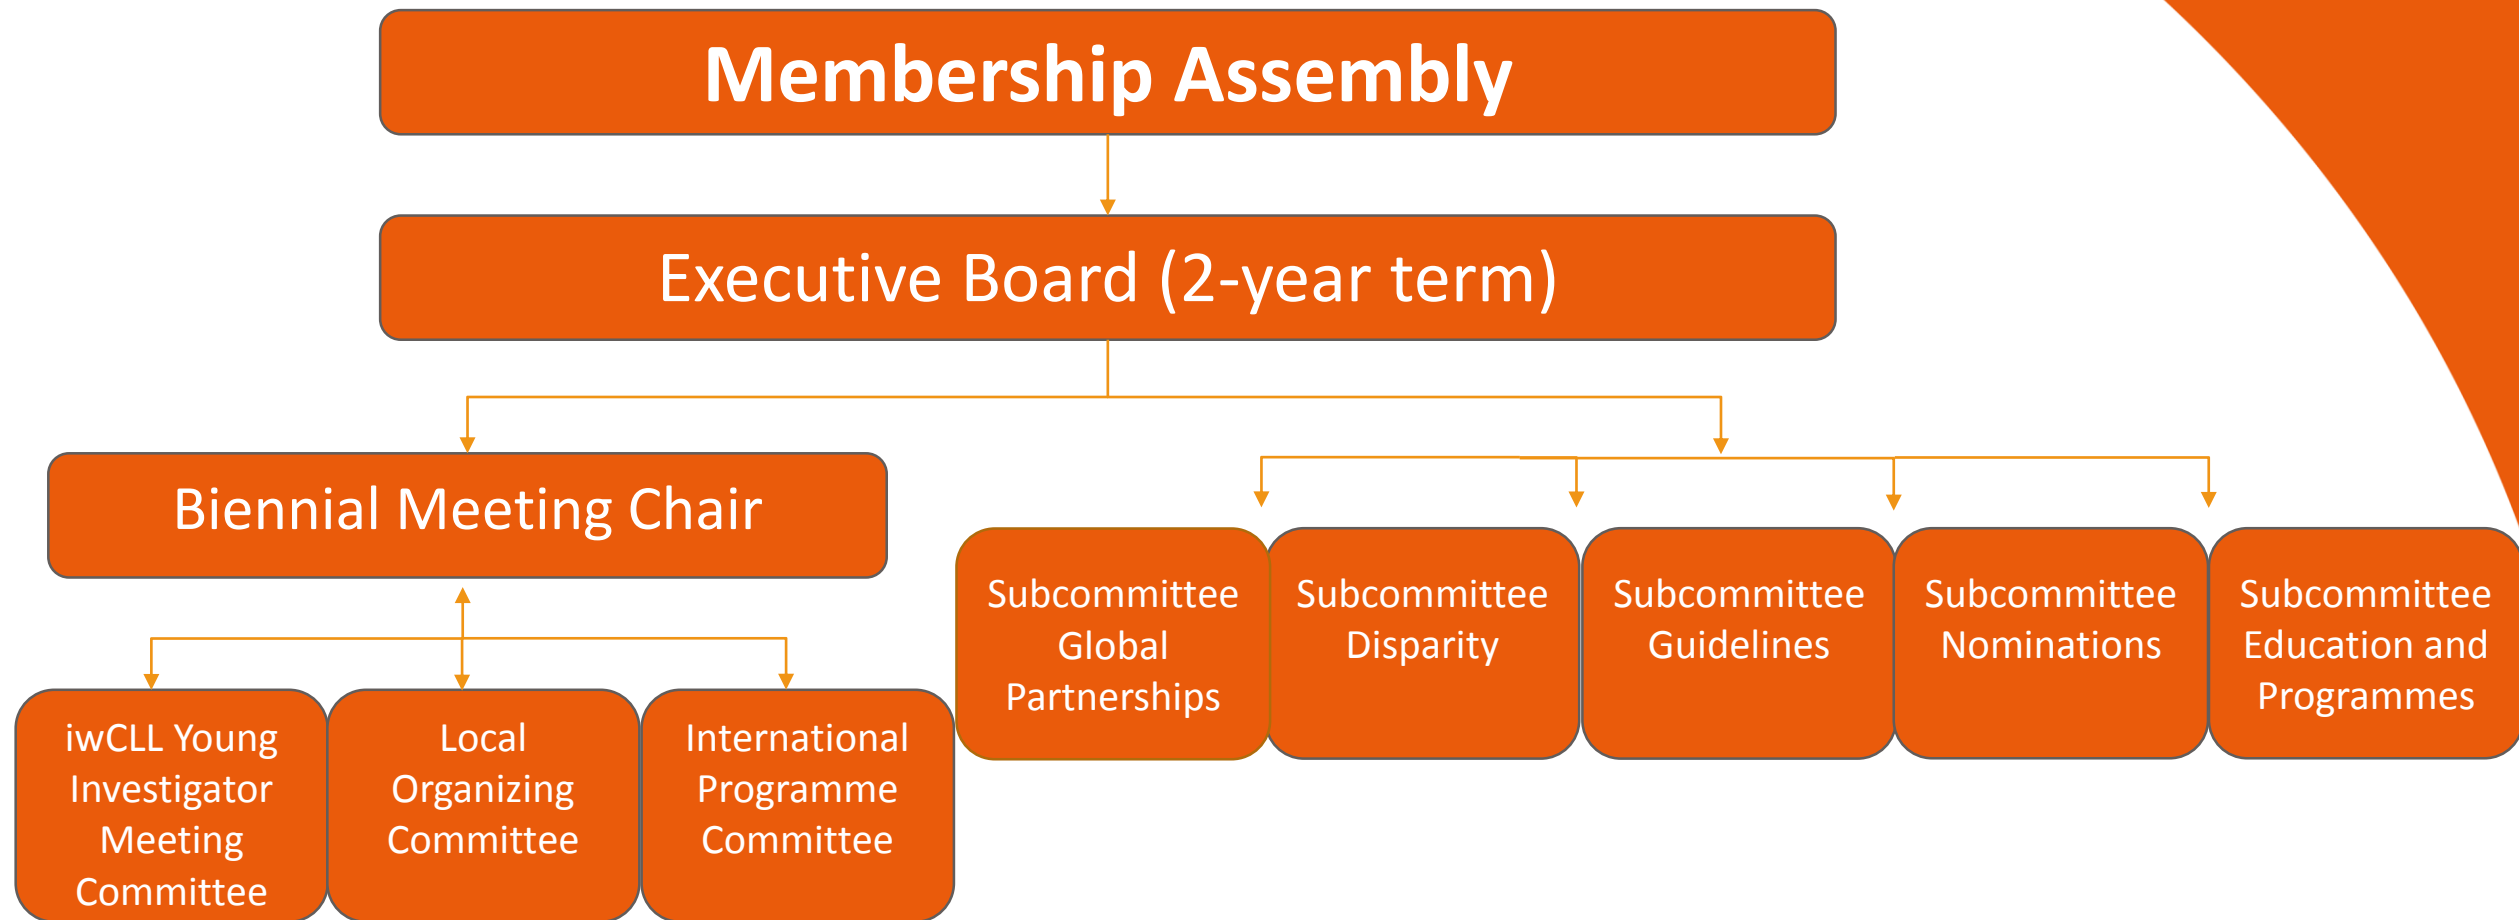 Membership Assembly
Executive Board (2-year term)
Biennial Meeting Chair
iwCLL Young
Investigator
Meeting
Committee
Local
Organizing
Committee
International
Programme
Committee
Subcommittee
Global
Partnerships
Subcommittee
Disparity
Subcommittee
Guidelines
Subcommittee
Nominations
Subcommittee
Education and
Programmes